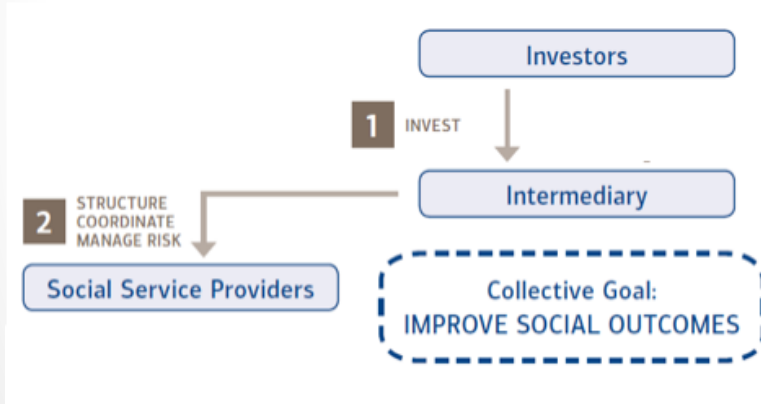 Investors
1 INVEST
Intermediary
2 STRUCTURE
COORDINATE
MANAGE RISK
Social Service Providers
Collective Goal:
IMPROVE SOCIAL OUTCOMES